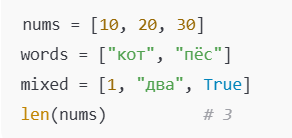 nums = [10, 20, 30]
words = ["кот", "пёс"]
mixed = [1, "два", True]
len(nums)          # 3